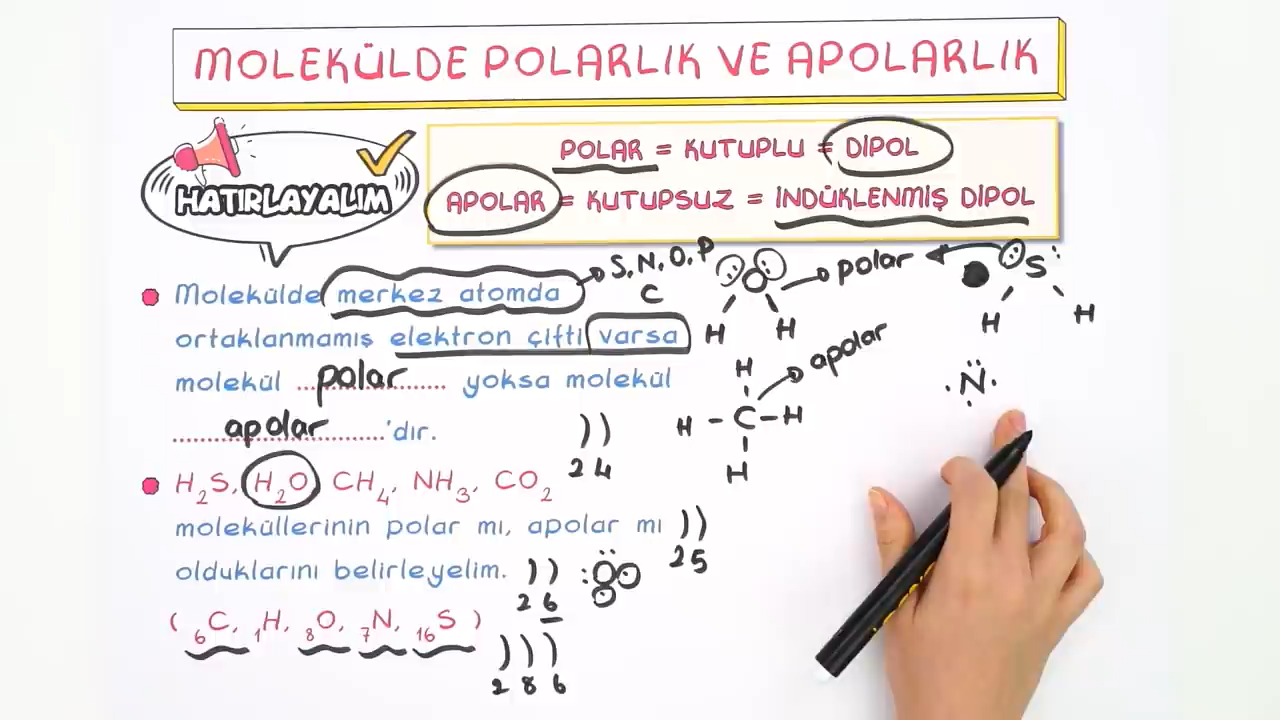 MOLEKÜLDE POLARLIK VE APOLARLIK
HATIRLAYALIM
POLAR = KUTUPLU = DİPOL
APOLAR = KUTUPSUZ = İNDÜKLENMİŞ DİPOL
Molekülde merkez atomda
ortaklanmamış elektron çifti varsa
molekül ...polar... yoksa molekül
apolar 'dır.
S, N, O, P
C
O
H H
polar
S
H H
H
H - C - H
H
apolar
N
H₂S, H₂O CH₄, NH₃, CO₂
moleküllerinin polar mı, apolar mı
olduklarını belirleyelim.
( ₆C, ₁H, ₈O, ₇N, ₁₆S )
))
2 4
))
2 5
))
2 6
O
)))
2 8 6